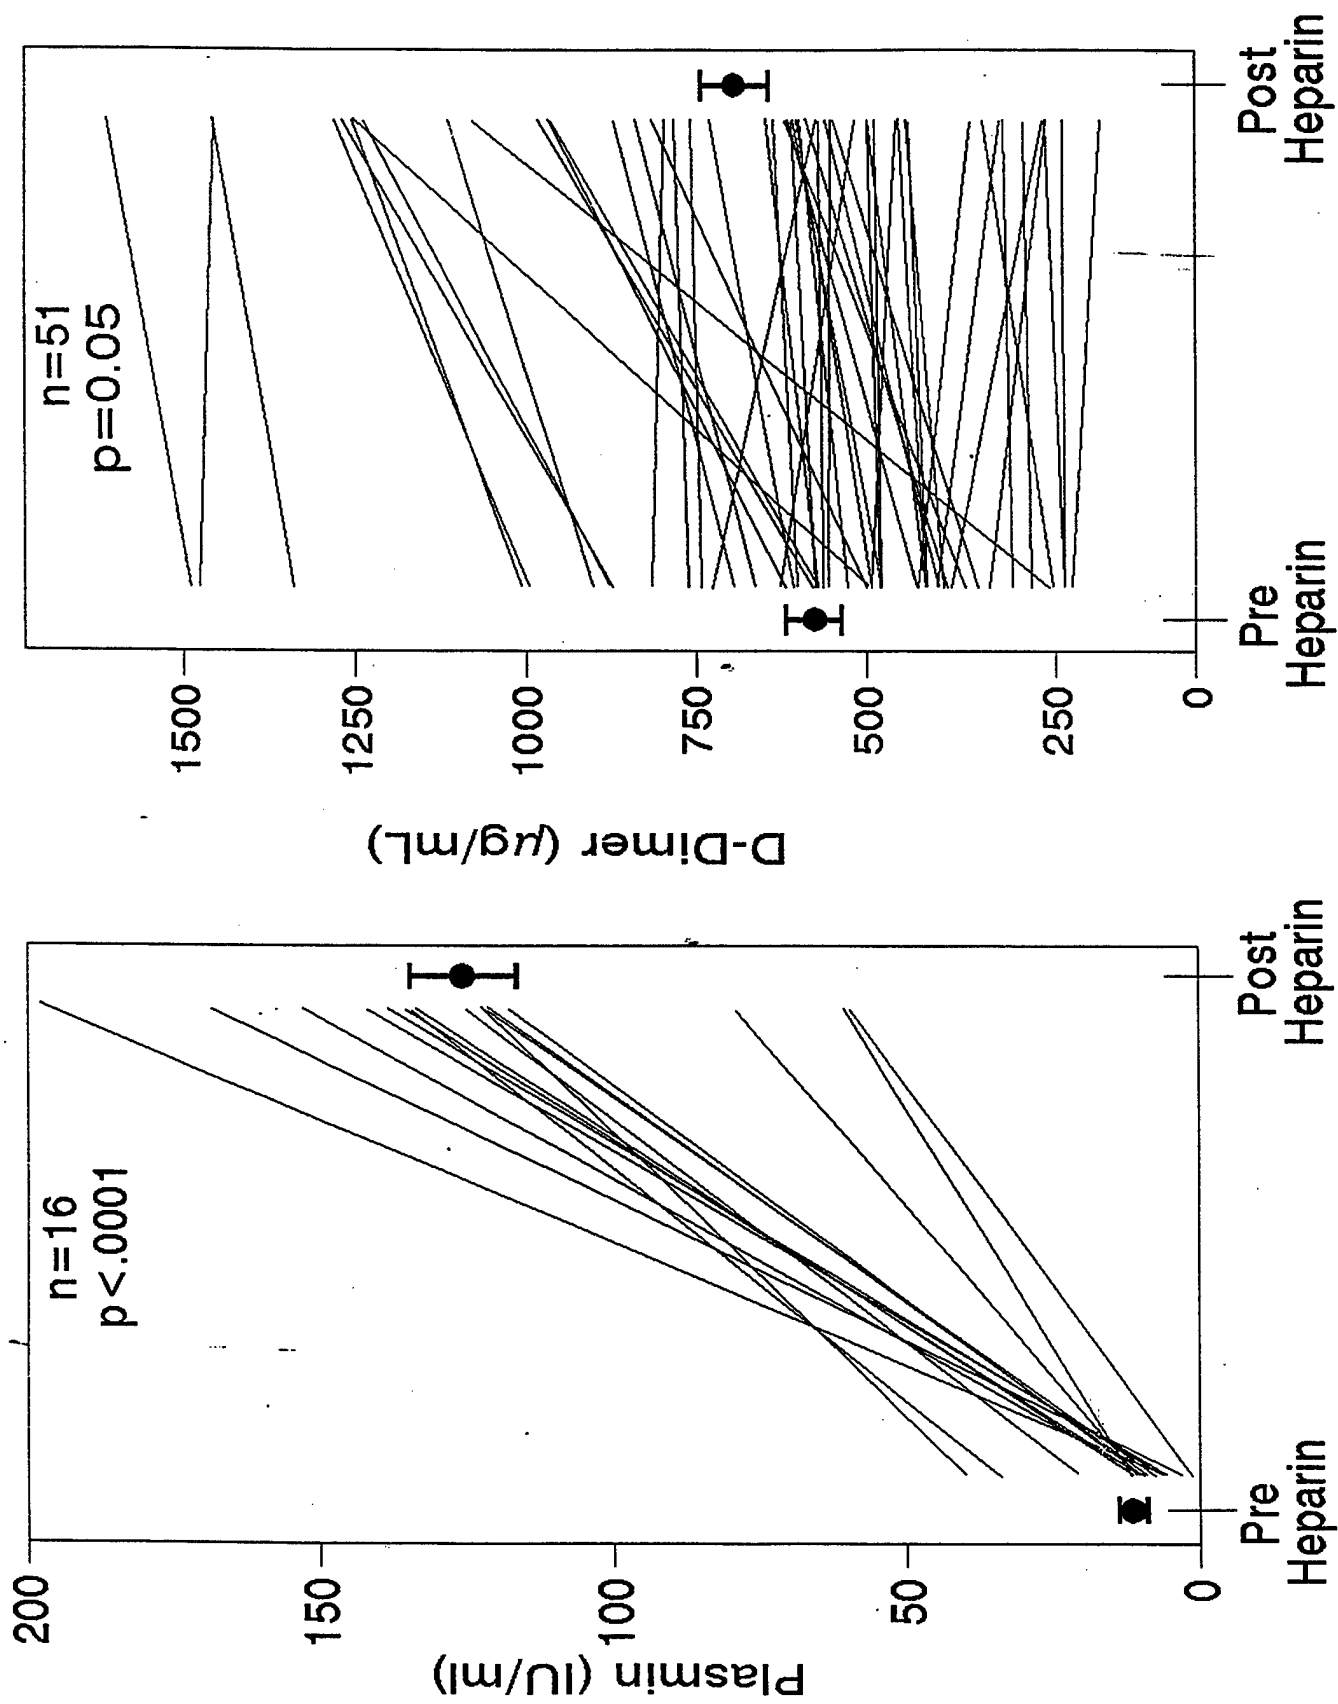 Plasmin (IU/ml)
200
150
100
50
0
n=16
p<.0001
Pre
Heparin
Post
Heparin
D-Dimer (µg/mL)
1500
1250
1000
750
500
250
0
n=51
p=0.05
Pre
Heparin
Post
Heparin